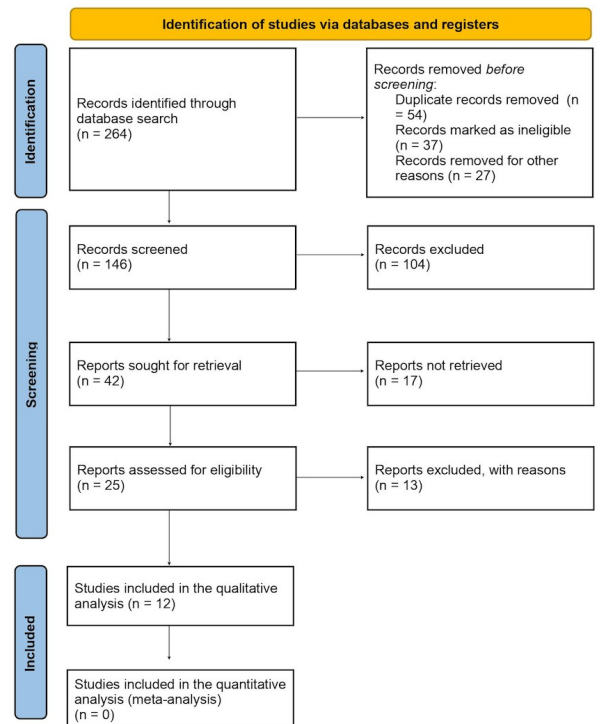 Identification of studies via databases and registers
Identification
Records identified through
database search
(n = 264)
Records removed before
screening:
Duplicate records removed (n
= 54)
Records marked as ineligible
(n = 37)
Records removed for other
reasons (n = 27)
Screening
Records screened
(n = 146)
Records excluded
(n = 104)
Reports sought for retrieval
(n = 42)
Reports not retrieved
(n = 17)
Reports assessed for eligibility
(n = 25)
Reports excluded, with reasons
(n = 13)
Included
Studies included in the qualitative
analysis (n = 12)
Studies included in the quantitative
analysis (meta-analysis)
(n = 0)